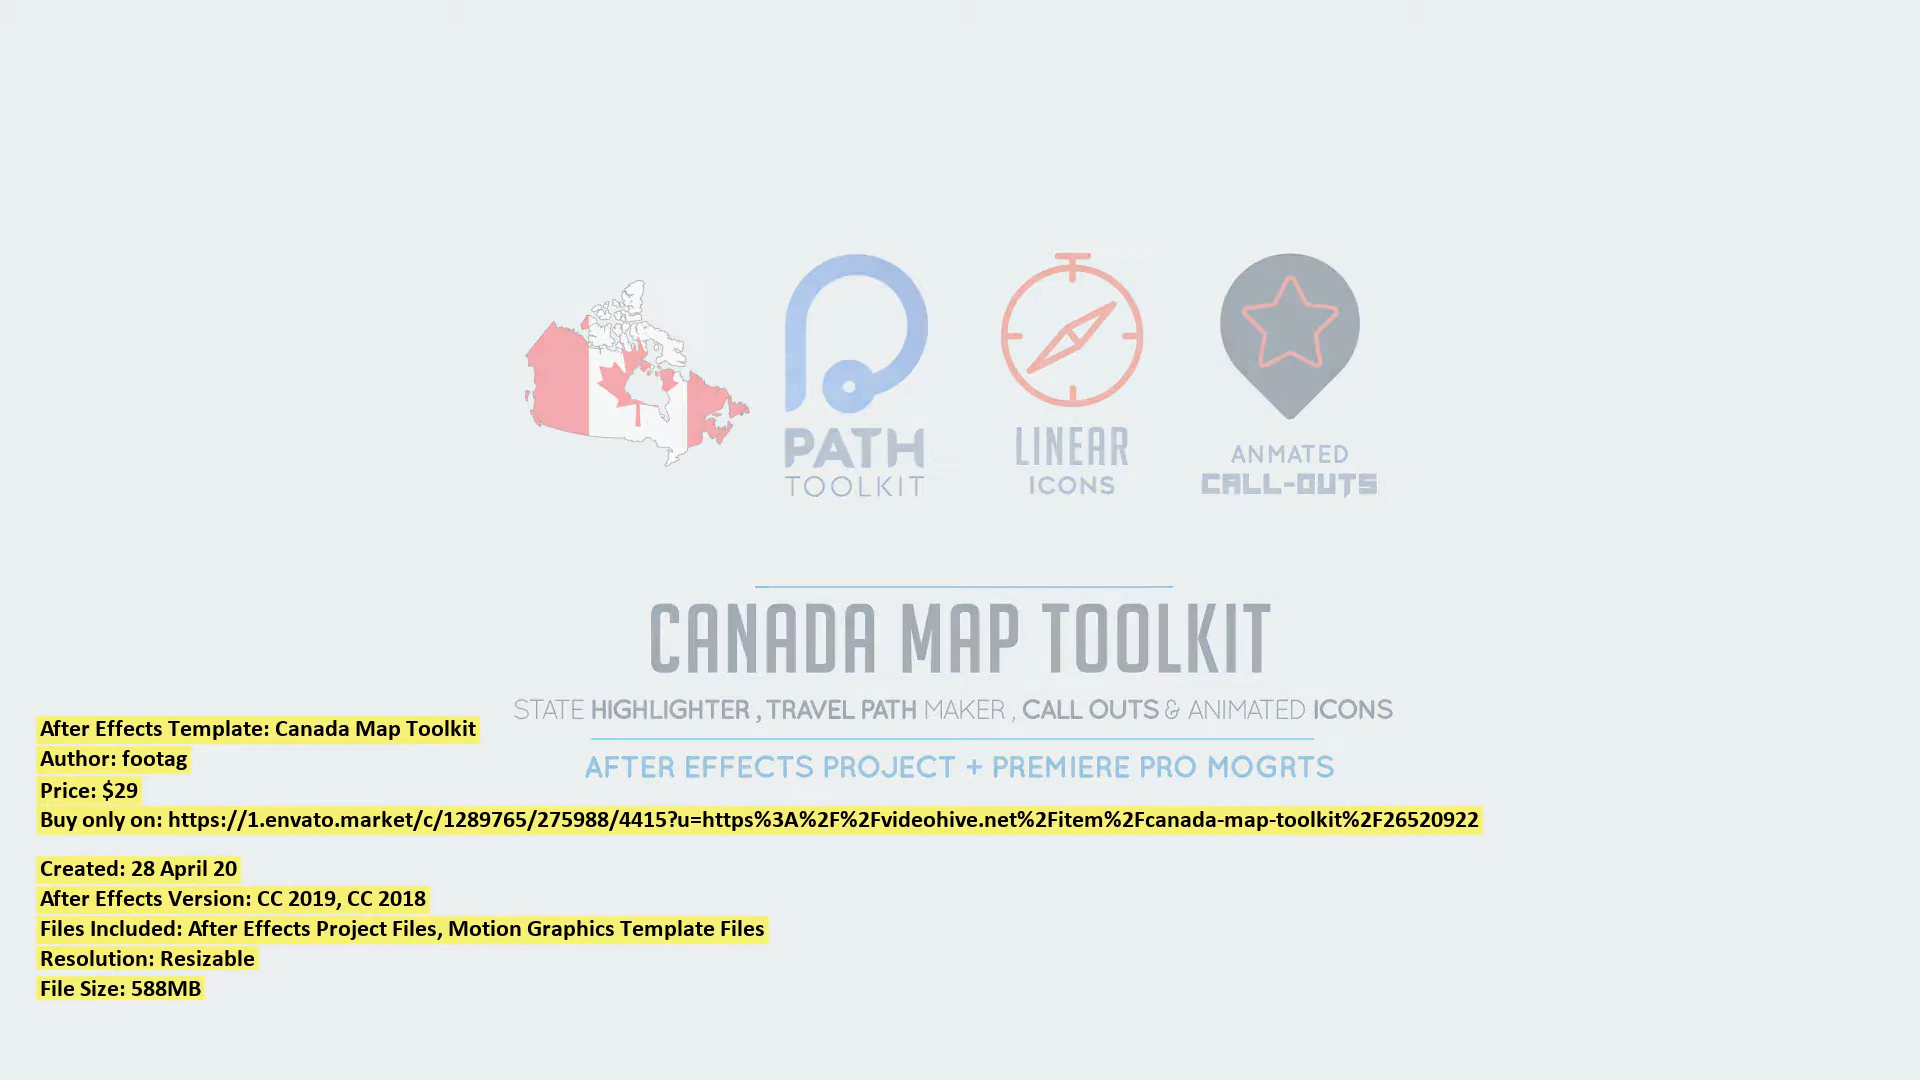 PATH
TOOLKIT
LINEAR
ICONS
ANMATED
CALL-OUTS
CANADA MAP TOOLKIT
STATE HIGHLIGHTER , TRAVEL PATH MAKER , CALL OUTS & ANIMATED ICONS
AFTER EFFECTS PROJECT + PREMIERE PRO MOGRTS
After Effects Template: Canada Map Toolkit
Author: footag
Price: $29
Buy only on: https://1.envato.market/c/1289765/275988/4415?u=https%3A%2F%2Fvideohive.net%2Fitem%2Fcanada-map-toolkit%2F26520922
Created: 28 April 20
After Effects Version: CC 2019, CC 2018
Files Included: After Effects Project Files, Motion Graphics Template Files
Resolution: Resizable
File Size: 588MB